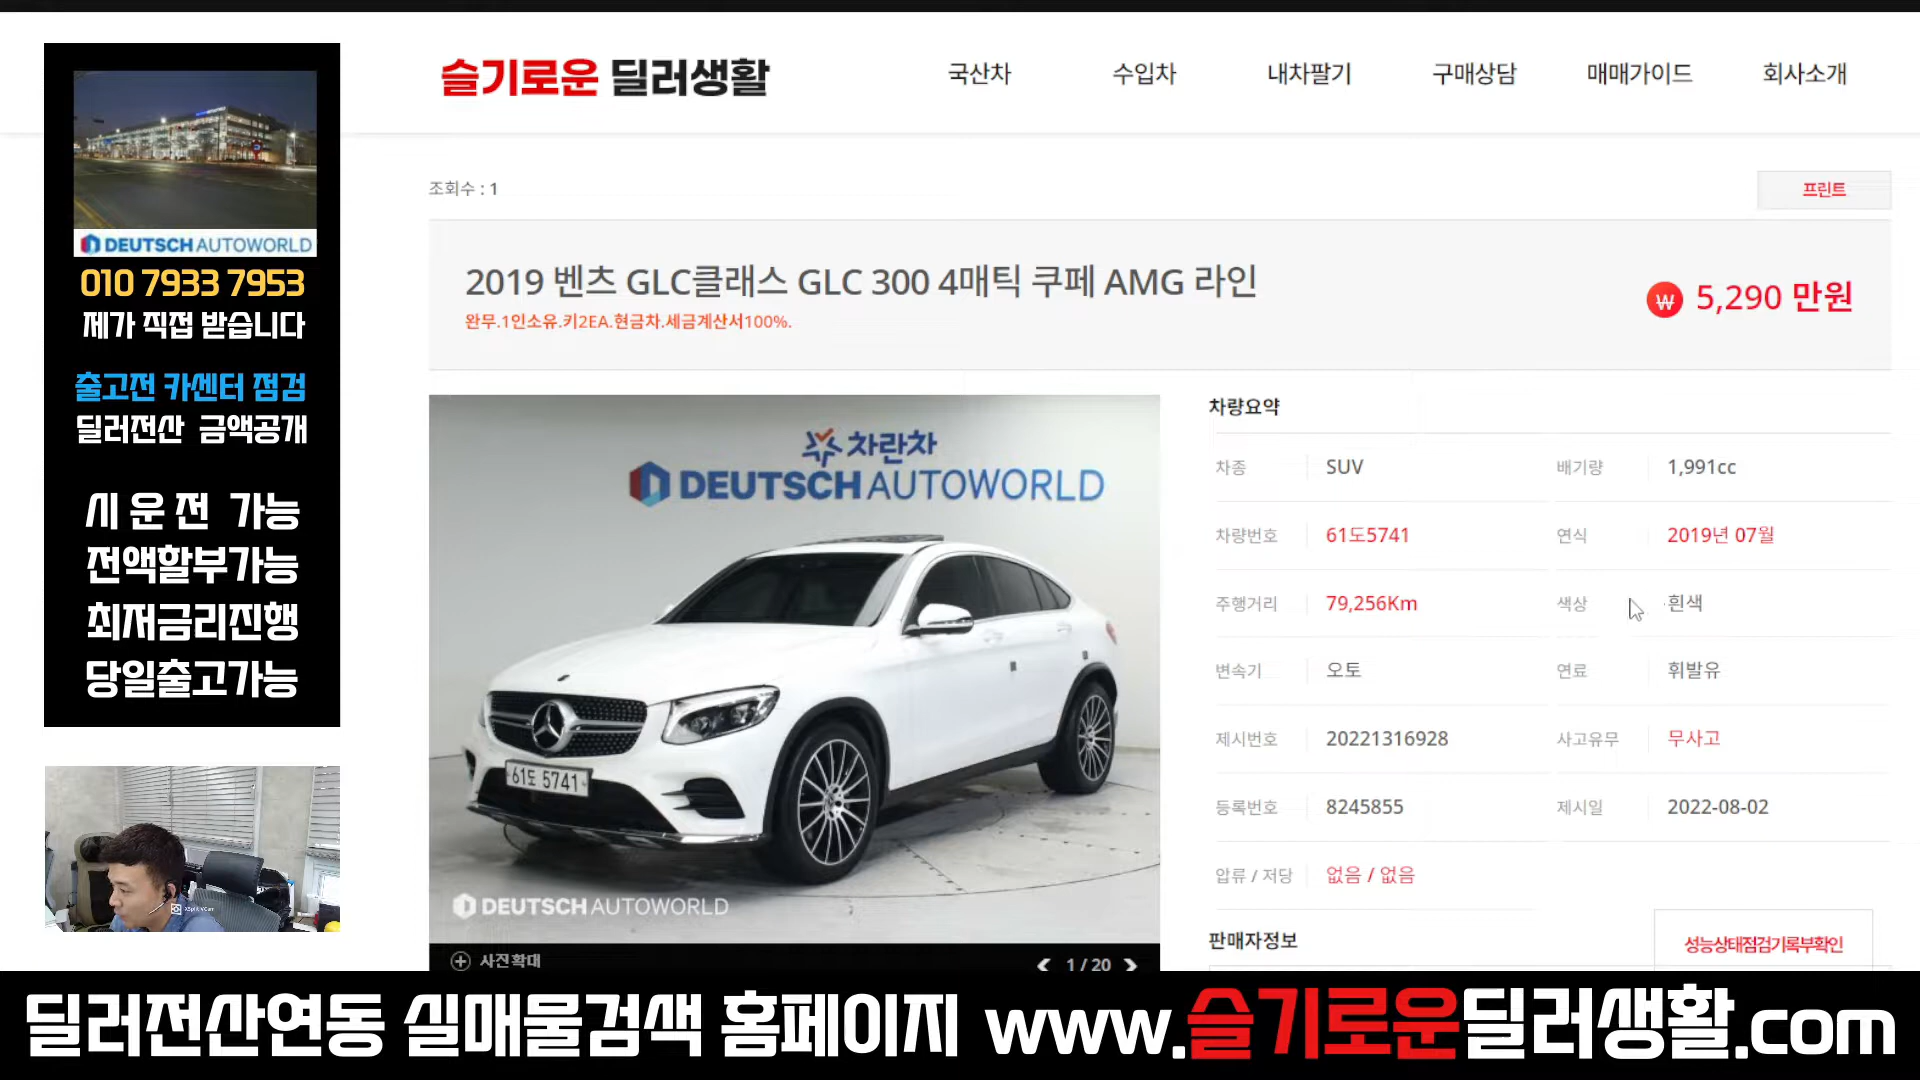 DEUTSCH AUTOWORLD
010 7933 7953
제가 직접 받습니다
출고전 카센터 점검
딜러전산 금액공개
시 운 전 가능
전액할부가능
최저금리진행
당일출고가능
슬기로운 딜러생활
국산차 수입차 내차팔기 구매상담 매매가이드 회사소개
조회수 : 1
프린트
2019 벤츠 GLC클래스 GLC 300 4매틱 쿠페 AMG 라인
완무.1인소유.키2EA.현금차.세금계산서100%.
₩ 5,290 만원
차란차
DEUTSCH AUTOWORLD
61도 5741
DEUTSCH AUTOWORLD
사진확대
1 / 20
차량요약
차종 SUV 배기량 1,991cc
차량번호 61도5741 연식 2019년 07월
주행거리 79,256Km 색상 흰색
변속기 오토 연료 휘발유
제시번호 20221316928 사고유무 무사고
등록번호 8245855 제시일 2022-08-02
압류 / 저당 없음 / 없음
판매자정보
성능상태점검기록부확인
딜러전산연동 실매물검색 홈페이지 www.슬기로운딜러생활.com